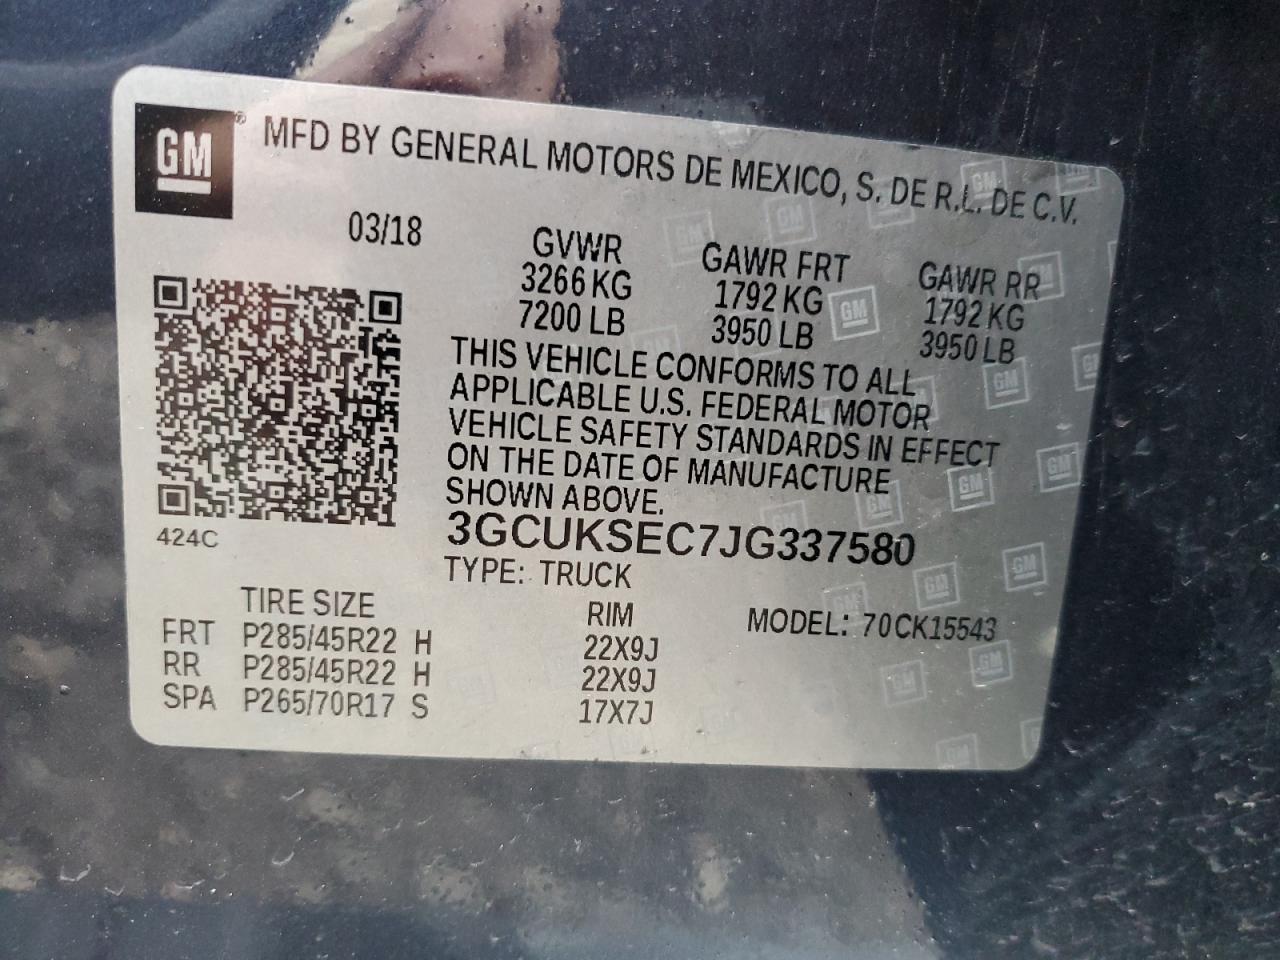 GM® MFD BY GENERAL MOTORS DE MEXICO, S. DE R.L. DE C.V.
03/18 GVWR GAWR FRT GAWR RR
3266 KG 1792 KG 1792 KG
7200 LB 3950 LB 3950 LB
THIS VEHICLE CONFORMS TO ALL
APPLICABLE U.S. FEDERAL MOTOR
VEHICLE SAFETY STANDARDS IN EFFECT
ON THE DATE OF MANUFACTURE
SHOWN ABOVE.
424C 3GCUKSEC7JG337580
TYPE: TRUCK
TIRE SIZE RIM MODEL: 70CK15543
FRT P285/45R22 H 22X9J
RR P285/45R22 H 22X9J
SPA P265/70R17 S 17X7J